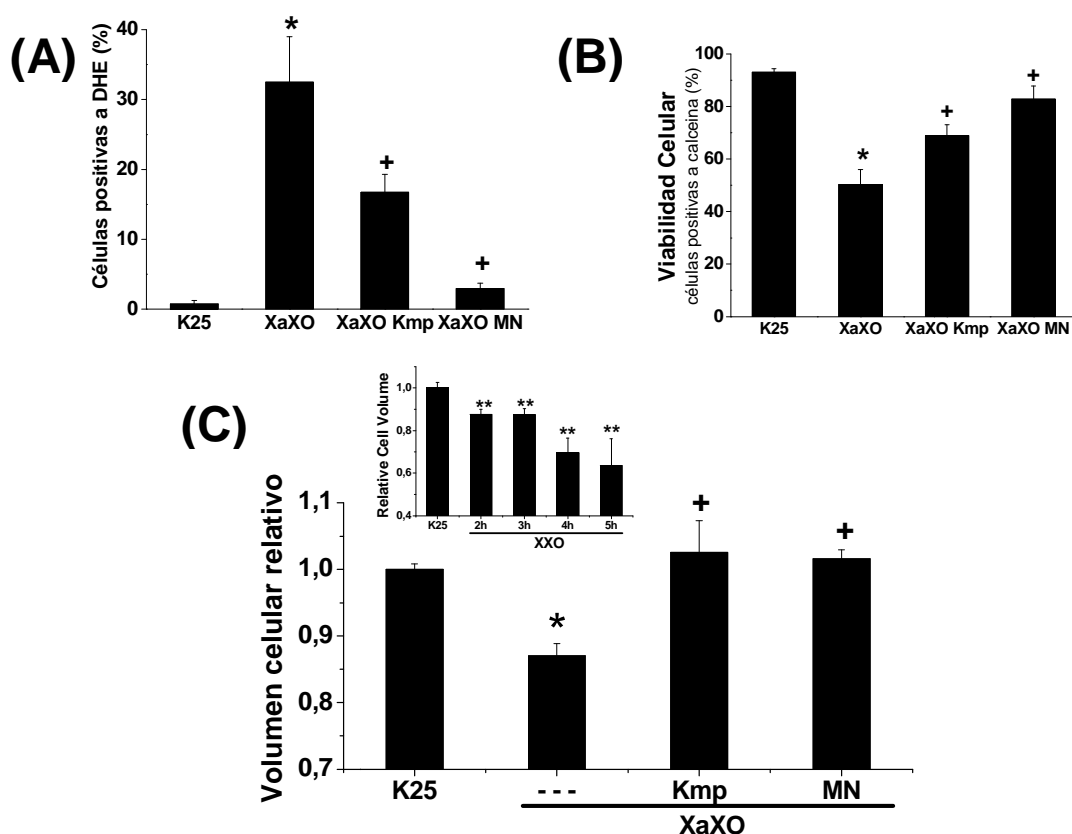 (A)
Células positivas a DHE (%)
40
30
20
10
0
*
+
+
K25 XaXO XaXO Kmp XaXO MN
(B)
Viabilidad Celular
células positivas a calceina (%)
100
80
60
40
20
0
*
+
+
K25 XaXO XaXO Kmp XaXO MN
(C)
Relative Cell Volume
1,0
0,8
0,6
0,4
** ** ** **
K25 2h 3h 4h 5h
XXO
Volumen celular relativo
1,1
1,0
0,9
0,8
0,7
*
+
+
K25 --- Kmp MN
XaXO